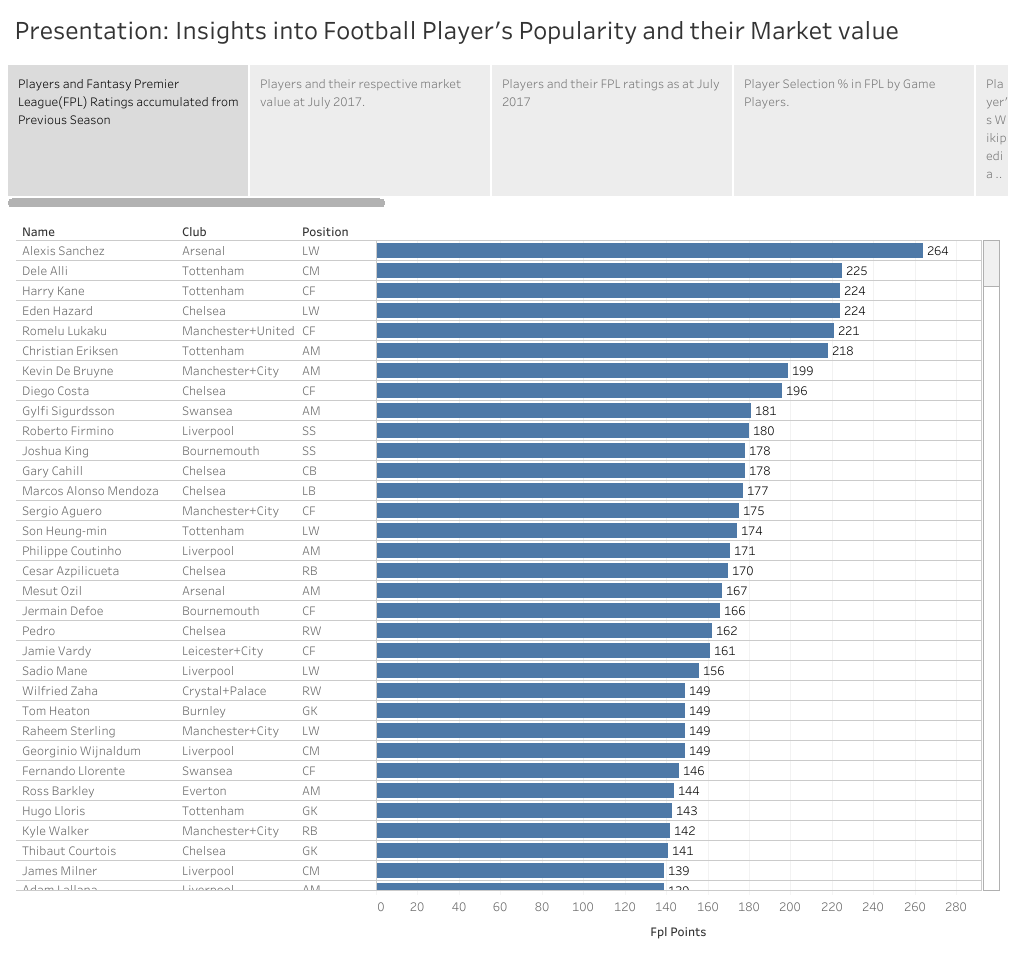 Presentation: Insights into Football Player's Popularity and their Market value
Players and Fantasy Premier
League(FPL) Ratings accumulated from
Previous Season
Players and their respective market
value at July 2017.
Players and their FPL ratings as at July
2017
Player Selection % in FPL by Game
Players.
Pla
yer'
s W
ikip
edi
a ..
Name Club Position
Alexis Sanchez Arsenal LW 264
Dele Alli Tottenham CM 225
Harry Kane Tottenham CF 224
Eden Hazard Chelsea LW 224
Romelu Lukaku Manchester+United CF 221
Christian Eriksen Tottenham AM 218
Kevin De Bruyne Manchester+City AM 199
Diego Costa Chelsea CF 196
Gylfi Sigurdsson Swansea AM 181
Roberto Firmino Liverpool SS 180
Joshua King Bournemouth SS 178
Gary Cahill Chelsea CB 178
Marcos Alonso Mendoza Chelsea LB 177
Sergio Aguero Manchester+City CF 175
Son Heung-min Tottenham LW 174
Philippe Coutinho Liverpool AM 171
Cesar Azpilicueta Chelsea RB 170
Mesut Ozil Arsenal AM 167
Jermain Defoe Bournemouth CF 166
Pedro Chelsea RW 162
Jamie Vardy Leicester+City CF 161
Sadio Mane Liverpool LW 156
Wilfried Zaha Crystal+Palace RW 149
Tom Heaton Burnley GK 149
Raheem Sterling Manchester+City LW 149
Georginio Wijnaldum Liverpool CM 149
Fernando Llorente Swansea CF 146
Ross Barkley Everton AM 144
Hugo Lloris Tottenham GK 143
Kyle Walker Manchester+City RB 142
Thibaut Courtois Chelsea GK 141
James Milner Liverpool CM 139
Adam Lallana Liverpool AM 139
0 20 40 60 80 100 120 140 160 180 200 220 240 260 280
Fpl Points